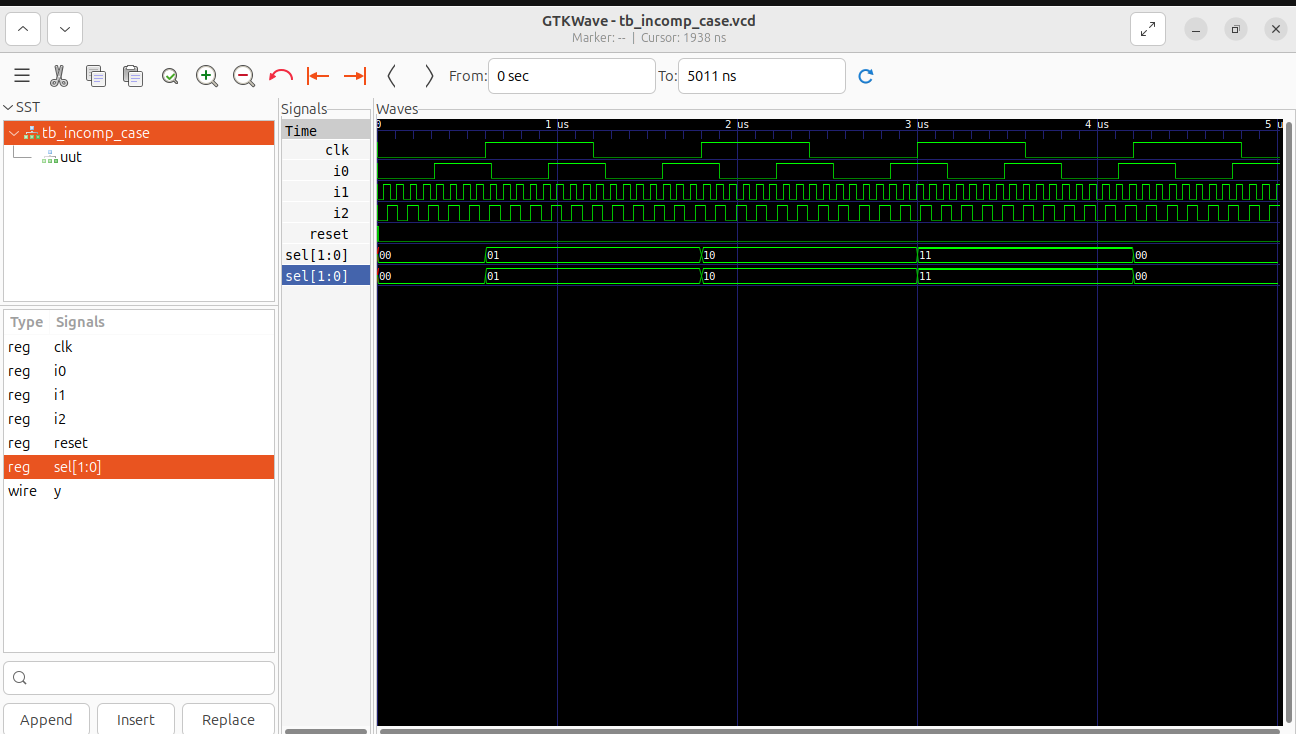 GTKWave - tb_incomp_case.vcd
Marker: -- | Cursor: 1938 ns
From: 0 sec To: 5011 ns
SST
tb_incomp_case
uut
Type Signals
reg clk
reg i0
reg i1
reg i2
reg reset
reg sel[1:0]
wire y
Append Insert Replace
Signals
Time
clk
i0
i1
i2
reset
sel[1:0]
sel[1:0]
Waves
0 1 us 2 us 3 us 4 us 5 u
00 01 10 11 00
00 01 10 11 00